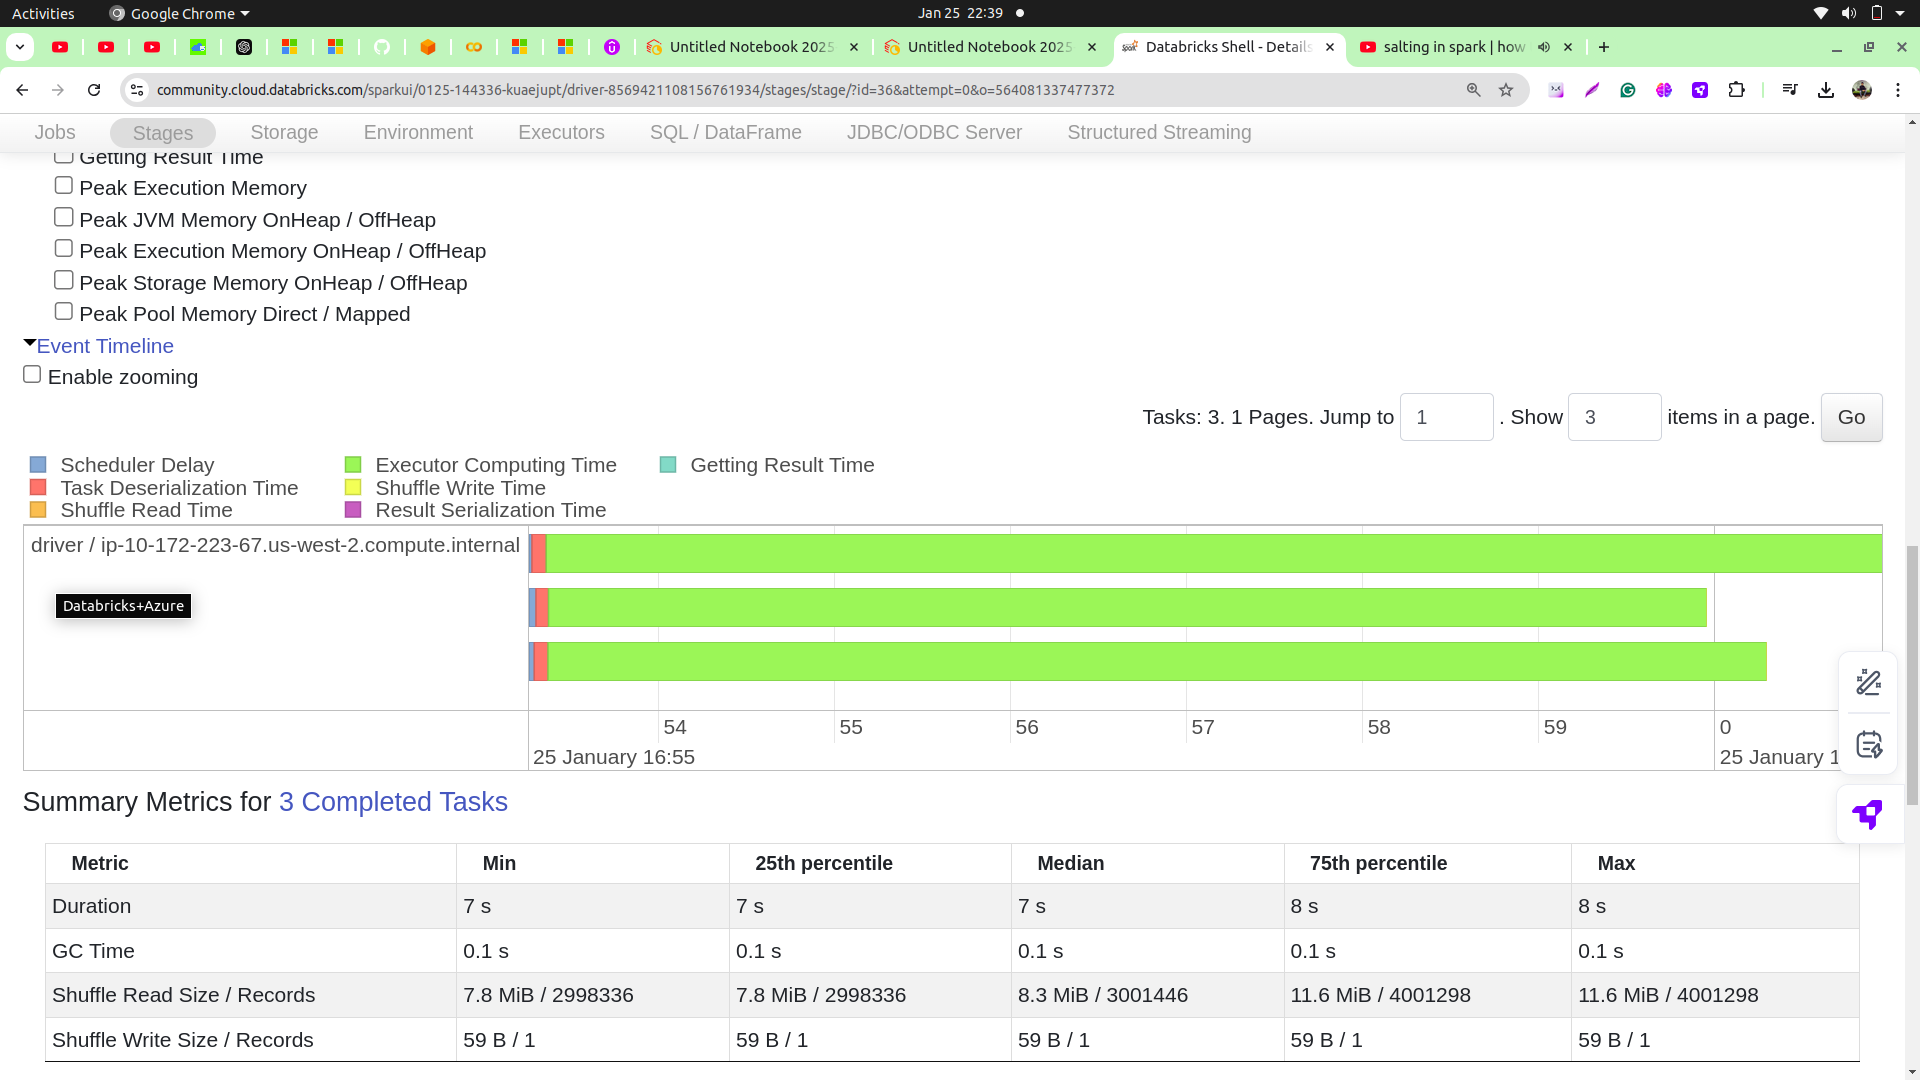 Activities
Google Chrome
Jan 25 22:39
Untitled Notebook 2025
Untitled Notebook 2025
Databricks Shell - Details
salting in spark | how
community.cloud.databricks.com/sparkui/0125-144336-kuaejupt/driver-8569421108156761934/stages/stage/?id=36&attempt=0&o=564081337477372
Jobs Stages Storage Environment Executors SQL / DataFrame JDBC/ODBC Server Structured Streaming
Getting Result Time
Peak Execution Memory
Peak JVM Memory OnHeap / OffHeap
Peak Execution Memory OnHeap / OffHeap
Peak Storage Memory OnHeap / OffHeap
Peak Pool Memory Direct / Mapped
Event Timeline
Enable zooming
Tasks: 3. 1 Pages. Jump to 1 . Show 3 items in a page. Go
Scheduler Delay Executor Computing Time Getting Result Time
Task Deserialization Time Shuffle Write Time
Shuffle Read Time Result Serialization Time
driver / ip-10-172-223-67.us-west-2.compute.internal
Databricks+Azure
54 55 56 57 58 59 0
25 January 16:55 25 January 1
Summary Metrics for 3 Completed Tasks
Metric Min 25th percentile Median 75th percentile Max
Duration 7 s 7 s 7 s 8 s 8 s
GC Time 0.1 s 0.1 s 0.1 s 0.1 s 0.1 s
Shuffle Read Size / Records 7.8 MiB / 2998336 7.8 MiB / 2998336 8.3 MiB / 3001446 11.6 MiB / 4001298 11.6 MiB / 4001298
Shuffle Write Size / Records 59 B / 1 59 B / 1 59 B / 1 59 B / 1 59 B / 1